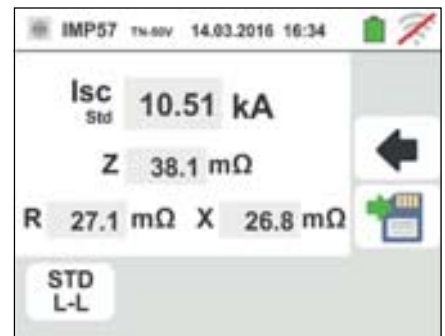 IMP57 TN-50V 14.03.2016 16:34
Isc 10.51 kA
Std
Z 38.1 mΩ
R 27.1 mΩ X 26.8 mΩ
STD
L-L